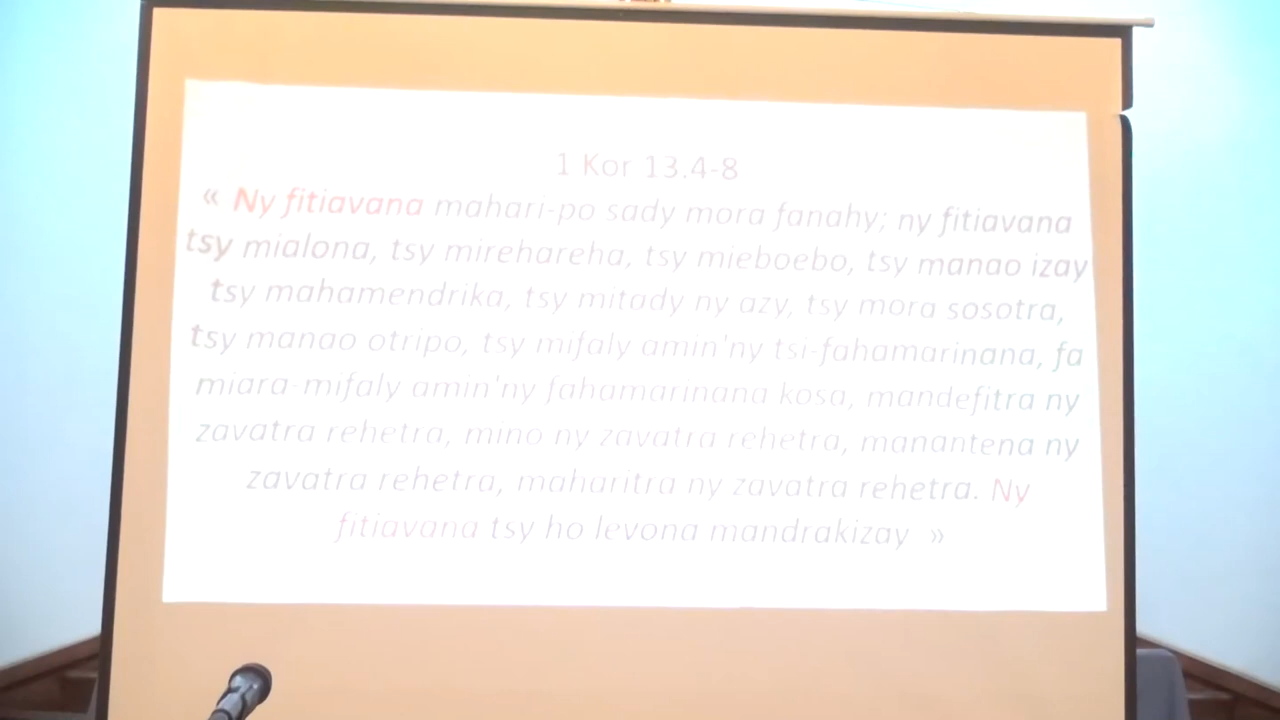 1 Kor 13.4-8
« Ny fitiavana mahari-po sady mora fanahy; ny fitiavana
tsy mialona, tsy mirehareha, tsy mieboebo, tsy manao izay
tsy mahamendrika, tsy mitady ny azy, tsy mora sosotra,
tsy manao otripo, tsy mifaly amin'ny tsi-fahamarinana, fa
miara-mifaly amin'ny fahamarinana kosa, mandefitra ny
zavatra rehetra, mino ny zavatra rehetra, manantena ny
zavatra rehetra, maharitra ny zavatra rehetra. Ny
fitiavana tsy ho levona mandrakizay »